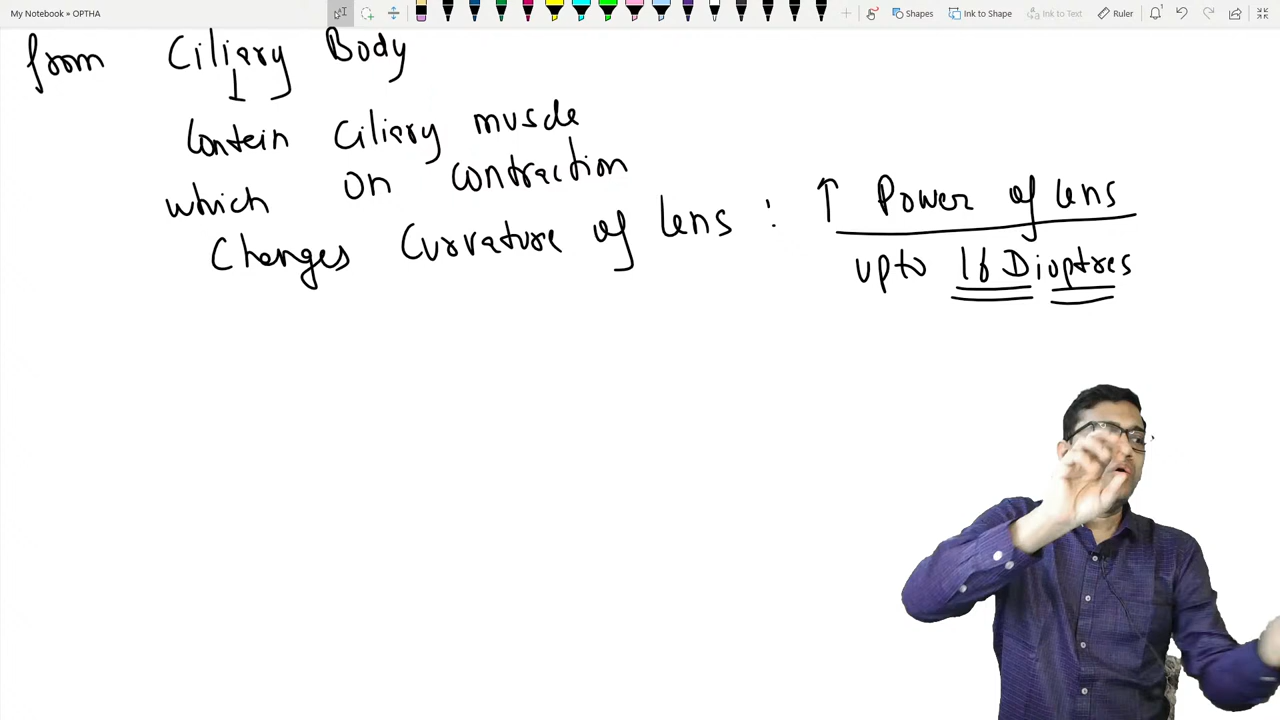 My Notebook » OPTHA
Shapes Ink to Shape Ink to Text Ruler
from Ciliary Body
Contein Ciliary muscle
which on contraction
Changes Curvature of lens : ↑ Power of lens
upto 16 Dioptres